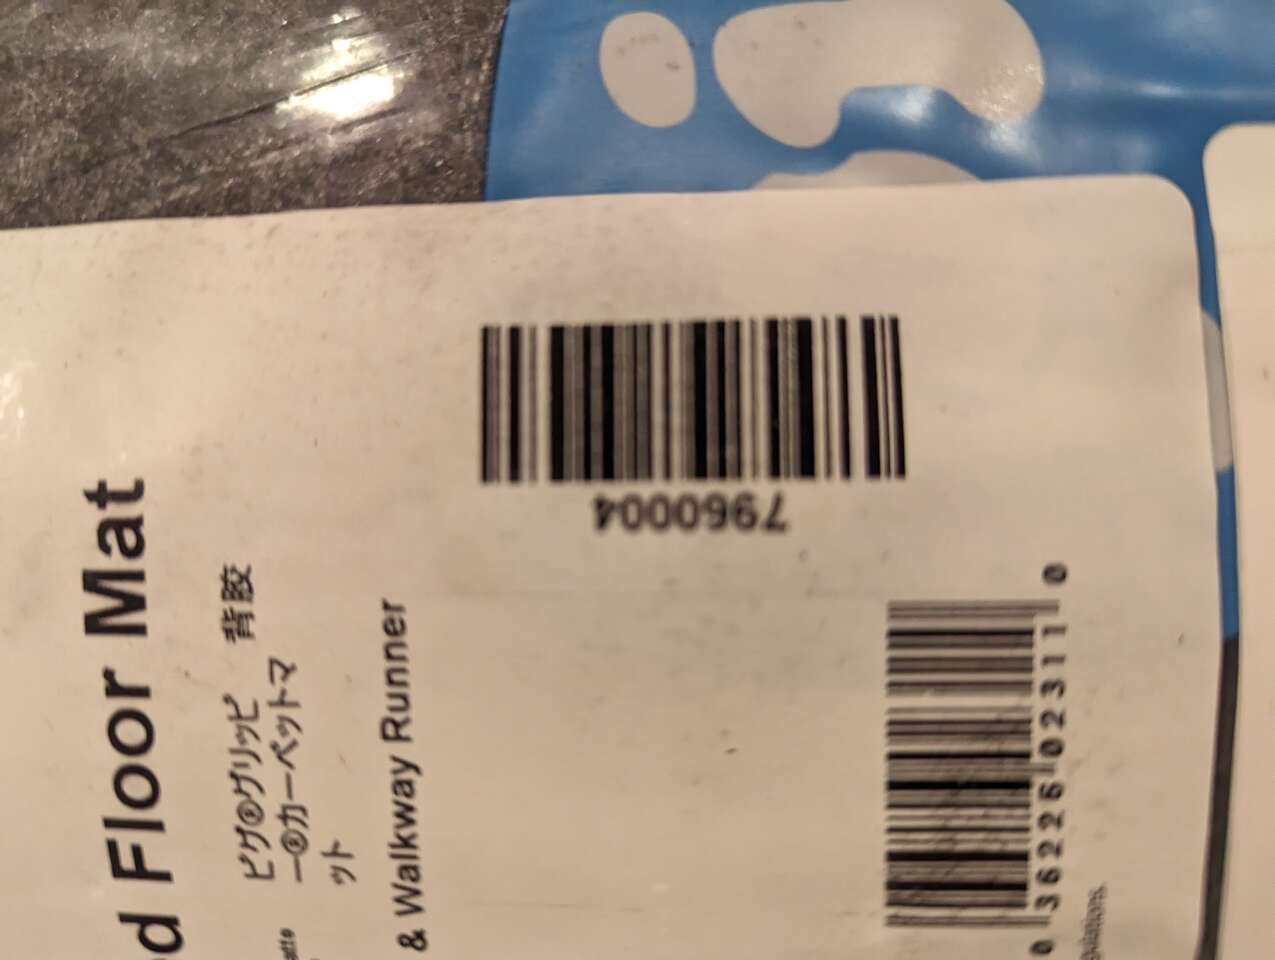 d Floor Mat
ピグ®グリッピ
ー®カーペットマ
ット
背胶
& Walkway Runner
7960004
0 36226 02311 0